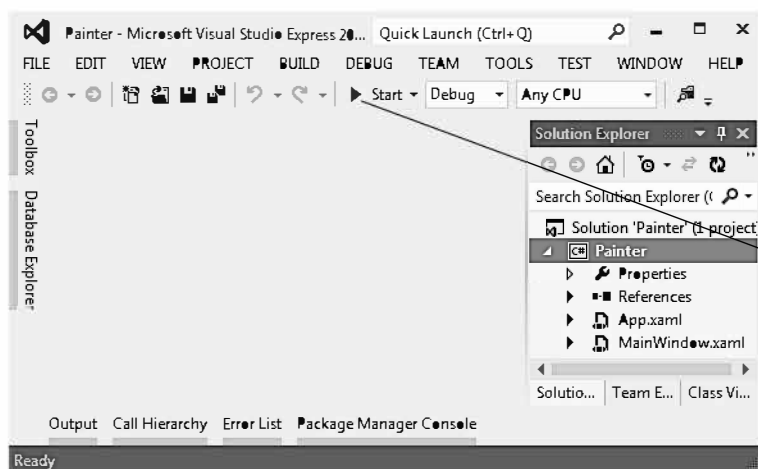 Painter - Microsoft Visual Studio Express 20... Quick Launch (Ctrl+Q)
FILE EDIT VIEW PROJECT BUILD DEBUG TEAM TOOLS TEST WINDOW HELP
Start Debug Any CPU
Toolbox
Database Explorer
Solution Explorer
Search Solution Explorer (C
Solution 'Painter' (1 project
C# Painter
Properties
References
App.xaml
MainWindow.xaml
Solutio... Team E... Class Vi...
Output Call Hierarchy Error List Package Manager Console
Ready